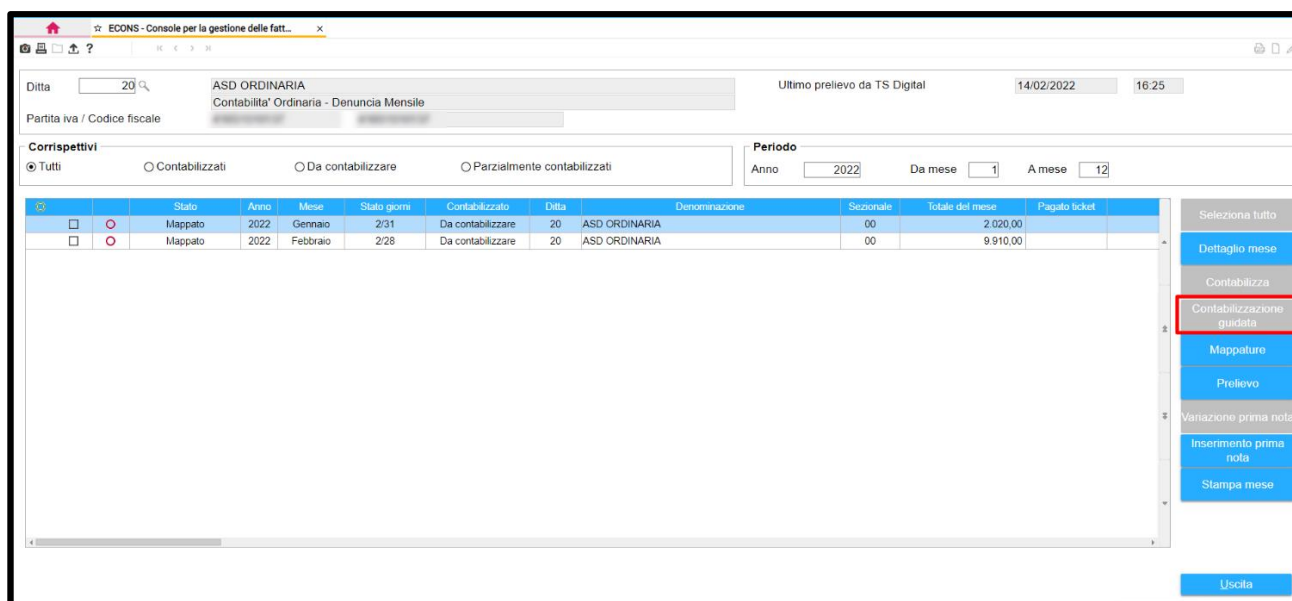 ECONS - Console per la gestione delle fatt...
Ditta 20 ASD ORDINARIA Ultimo prelievo da TS Digital 14/02/2022 16:25
Contabilita' Ordinaria - Denuncia Mensile
Partita iva / Codice fiscale
Corrispettivi
Tutti Contabilizzati Da contabilizzare Parzialmente contabilizzati
Periodo
Anno 2022 Da mese 1 A mese 12
Stato Anno Mese Stato giorni Contabilizzato Ditta Denominazione Sezionale Totale del mese Pagato ticket
Mappato 2022 Gennaio 2/31 Da contabilizzare 20 ASD ORDINARIA 00 2.020,00
Mappato 2022 Febbraio 2/28 Da contabilizzare 20 ASD ORDINARIA 00 9.910,00
Seleziona tutto
Dettaglio mese
Contabilizza
Contabilizzazione
guidata
Mappature
Prelievo
Variazione prima nota
Inserimento prima
nota
Stampa mese
Uscita